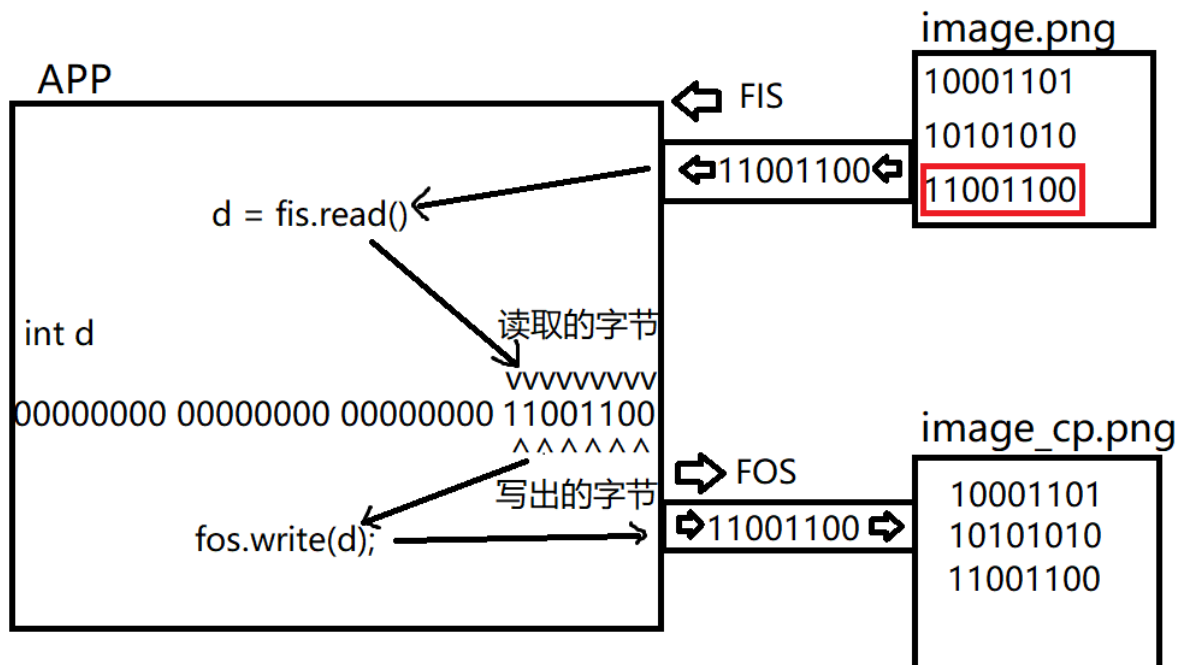 image.png
APP
10001101
FIS
10101010
11001100
11001100
d = fis.read()
读取的字节
int d
vvvvvvvvv
00000000 00000000 00000000 11001100
^ ^ ^ ^ ^ ^
image_cp.png
FOS
写出的字节
10001101
11001100
fos.write(d);
10101010
11001100